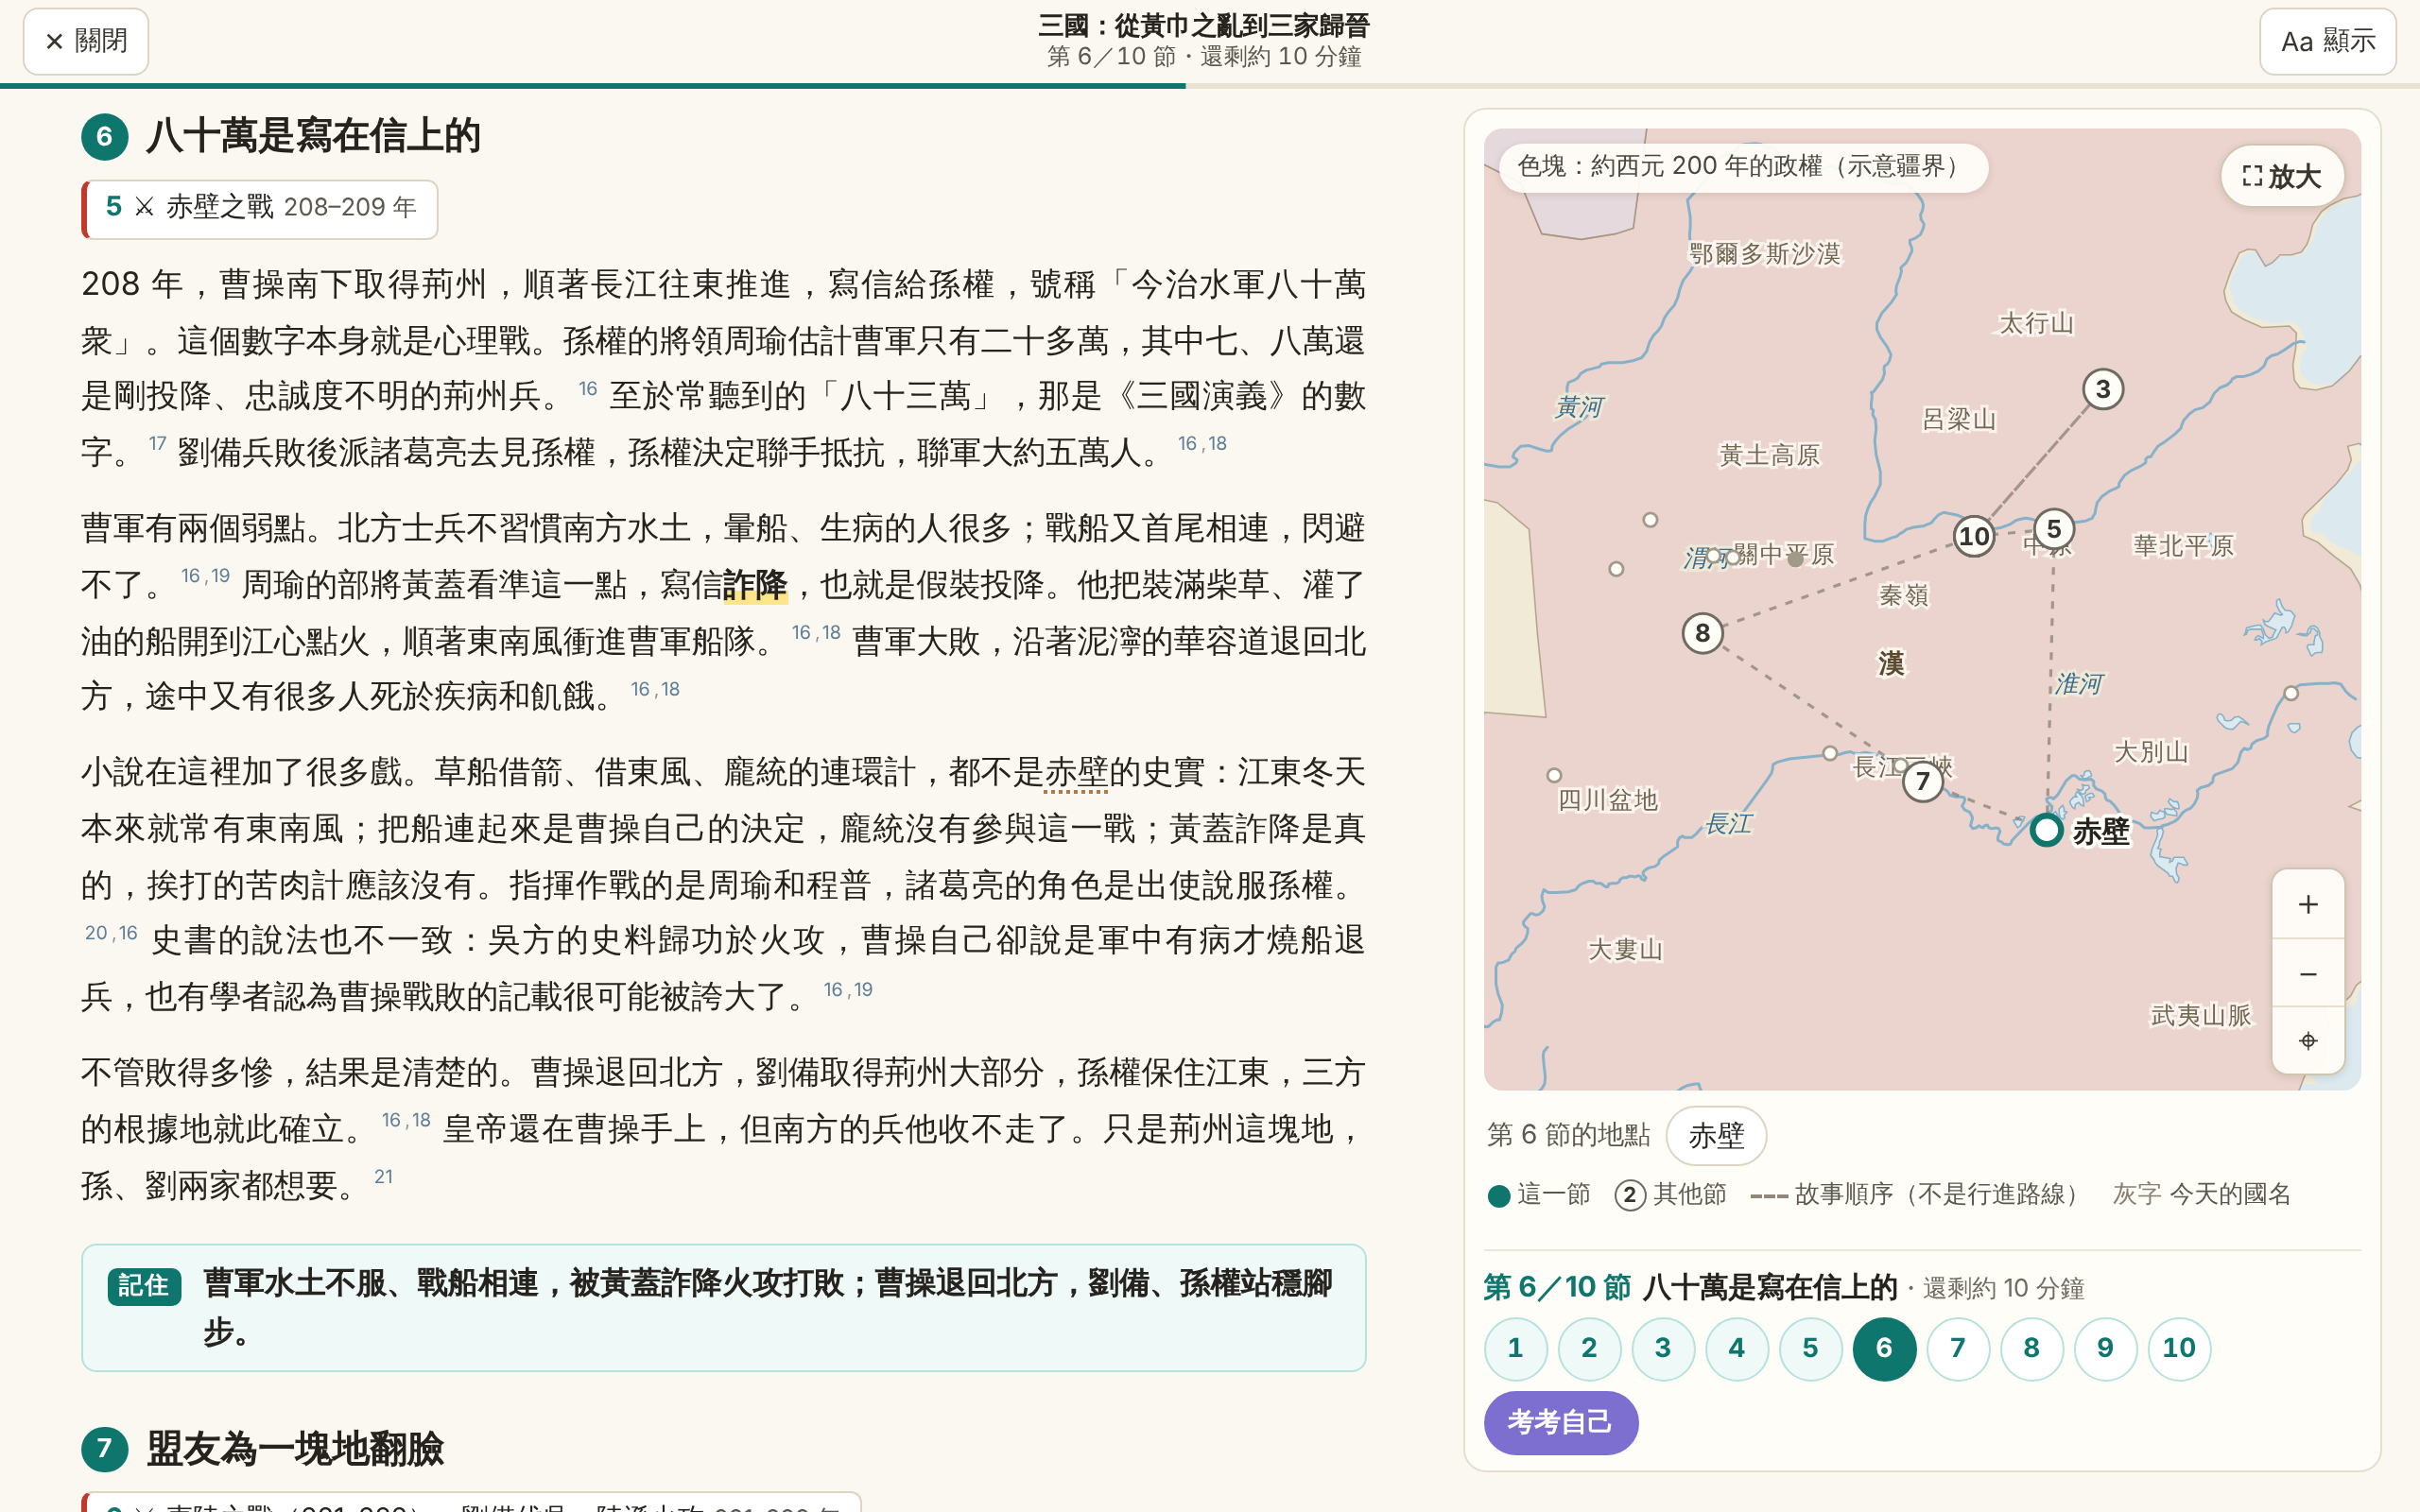 ✕ 關閉
三國：從黃巾之亂到三家歸晉
第 6／10 節・還剩約 10 分鐘
Aa 顯示
6 八十萬是寫在信上的
5 ⚔ 赤壁之戰 208–209 年
208 年，曹操南下取得荊州，順著長江往東推進，寫信給孫權，號稱「今治水軍八十萬
衆」。這個數字本身就是心理戰。孫權的將領周瑜估計曹軍只有二十多萬，其中七、八萬還
是剛投降、忠誠度不明的荊州兵。16 至於常聽到的「八十三萬」，那是《三國演義》的數
字。17 劉備兵敗後派諸葛亮去見孫權，孫權決定聯手抵抗，聯軍大約五萬人。16,18
曹軍有兩個弱點。北方士兵不習慣南方水土，暈船、生病的人很多；戰船又首尾相連，閃避
不了。16,19 周瑜的部將黃蓋看準這一點，寫信詐降，也就是假裝投降。他把裝滿柴草、灌了
油的船開到江心點火，順著東南風衝進曹軍船隊。16,18 曹軍大敗，沿著泥濘的華容道退回北
方，途中又有很多人死於疾病和飢餓。16,18
小說在這裡加了很多戲。草船借箭、借東風、龐統的連環計，都不是赤壁的史實：江東冬天
本來就常有東南風；把船連起來是曹操自己的決定，龐統沒有參與這一戰；黃蓋詐降是真
的，挨打的苦肉計應該沒有。指揮作戰的是周瑜和程普，諸葛亮的角色是出使說服孫權。
20,16 史書的說法也不一致：吳方的史料歸功於火攻，曹操自己卻說是軍中有病才燒船退
兵，也有學者認為曹操戰敗的記載很可能被誇大了。16,19
不管敗得多慘，結果是清楚的。曹操退回北方，劉備取得荊州大部分，孫權保住江東，三方
的根據地就此確立。16,18 皇帝還在曹操手上，但南方的兵他收不走了。只是荊州這塊地，
孫、劉兩家都想要。21
記住 曹軍水土不服、戰船相連，被黃蓋詐降火攻打敗；曹操退回北方，劉備、孫權站穩腳
步。
7 盟友為一塊地翻臉
色塊：約西元 200 年的政權（示意疆界）
放大
鄂爾多斯沙漠
太行山
3
黃河
呂梁山
黃土高原
10
5
華北平原
關中平原
秦嶺
8
漢
淮河
大別山
7
四川盆地
長江
赤壁
大婁山
武夷山脈
+
−
第 6 節的地點 赤壁
這一節 2 其他節 故事順序（不是行進路線） 灰字 今天的國名
第 6／10 節 八十萬是寫在信上的・還剩約 10 分鐘
1 2 3 4 5 6 7 8 9 10
考考自己